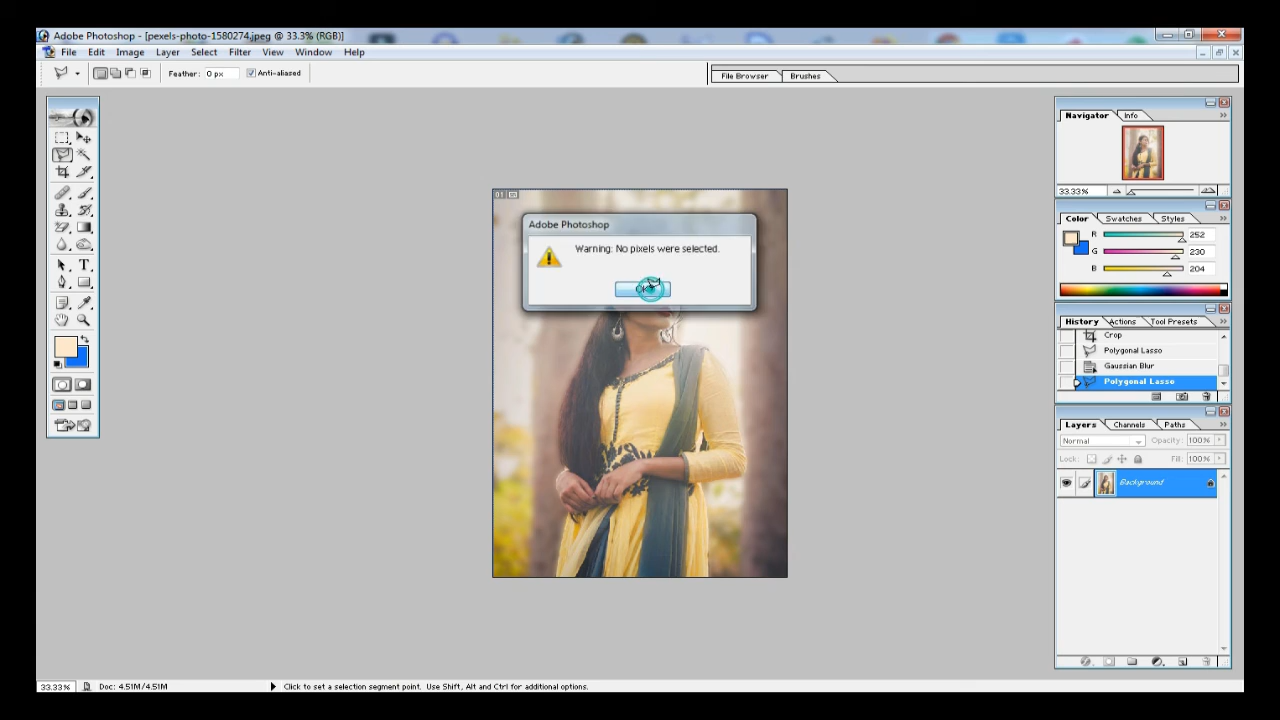 Adobe Photoshop - [pexels-photo-1580274.jpeg @ 33.3% (RGB)]
File Edit Image Layer Select Filter View Window Help
Feather: 0 px Anti-aliased File Browser Brushes
Navigator Info
33.33%
Color Swatches Styles
R 252
G 230
B 204
History Actions Tool Presets
Crop
Polygonal Lasso
Gaussian Blur
Polygonal Lasso
Layers Channels Paths
Normal Opacity: 100%
Lock: Fill: 100%
Background
T
01
Adobe Photoshop
Warning: No pixels were selected.
33.33% Doc: 4.51M/4.51M Click to set a selection segment point. Use Shift, Alt and Ctrl for additional options.